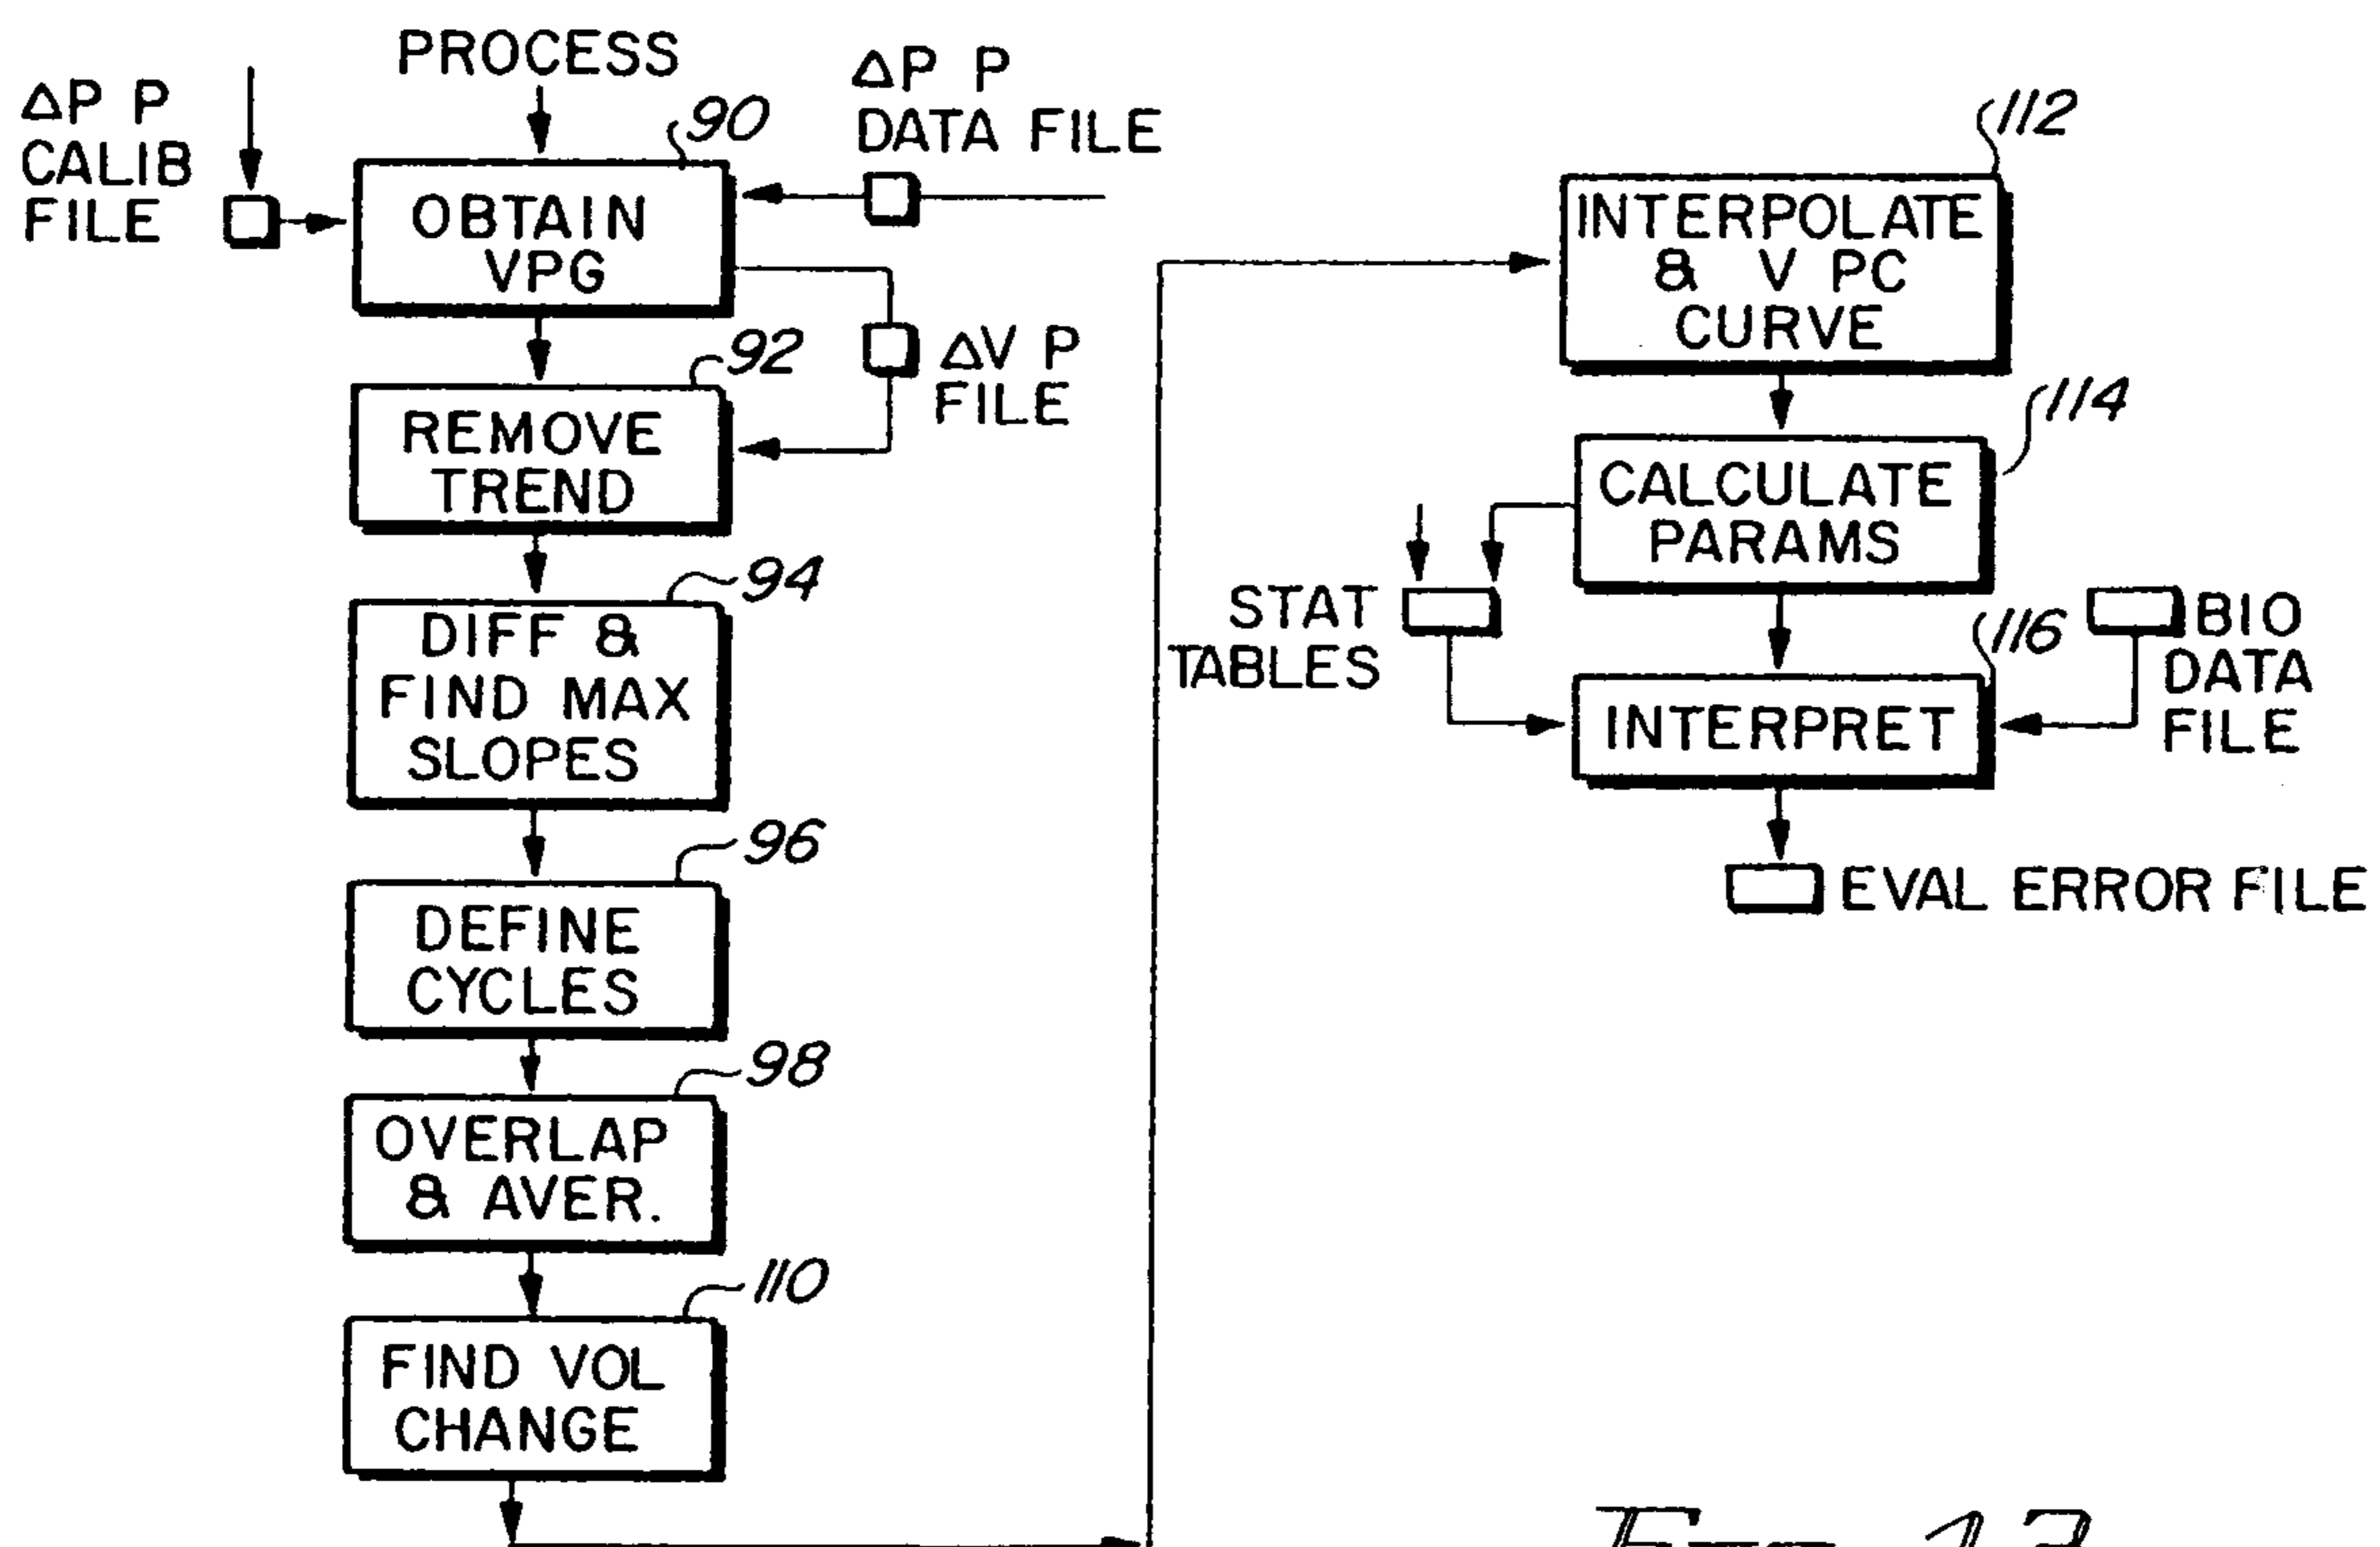 PROCESS
ΔP P
CALIB
FILE
ΔP P
DATA FILE
90
OBTAIN
VPG
ΔV P
FILE
92
REMOVE
TREND
94
DIFF &
FIND MAX
SLOPES
96
DEFINE
CYCLES
98
OVERLAP
& AVER.
110
FIND VOL
CHANGE
112
INTERPOLATE
& V PC
CURVE
114
CALCULATE
PARAMS
STAT
TABLES
116
INTERPRET
BIO
DATA
FILE
EVAL ERROR FILE